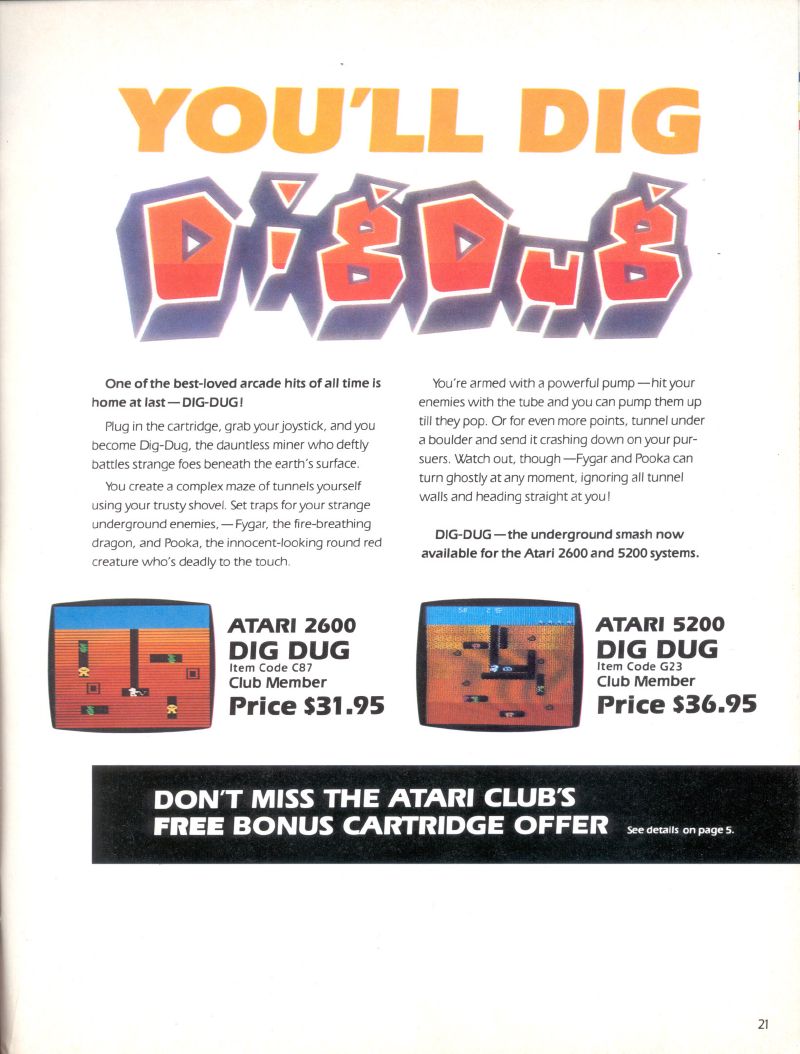 YOU'LL DIG
DigDug
One of the best-loved arcade hits of all time is
home at last — DIG-DUG!
Plug in the cartridge, grab your joystick, and you
become Dig-Dug, the dauntless miner who deftly
battles strange foes beneath the earth's surface.
You create a complex maze of tunnels yourself
using your trusty shovel. Set traps for your strange
underground enemies, — Fygar, the fire-breathing
dragon, and Pooka, the innocent-looking round red
creature who's deadly to the touch.
You're armed with a powerful pump — hit your
enemies with the tube and you can pump them up
till they pop. Or for even more points, tunnel under
a boulder and send it crashing down on your pur-
suers. Watch out, though — Fygar and Pooka can
turn ghostly at any moment, ignoring all tunnel
walls and heading straight at you!
DIG-DUG — the underground smash now
available for the Atari 2600 and 5200 systems.
ATARI 2600
DIG DUG
Item Code C87
Club Member
Price $31.95
ATARI 5200
DIG DUG
Item Code G23
Club Member
Price $36.95
DON'T MISS THE ATARI CLUB'S
FREE BONUS CARTRIDGE OFFER See details on page 5.
21